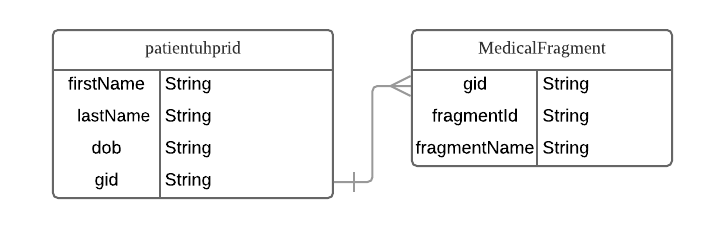 patientuhprid
firstName String
lastName String
dob String
gid String
MedicalFragment
gid String
fragmentId String
fragmentName String